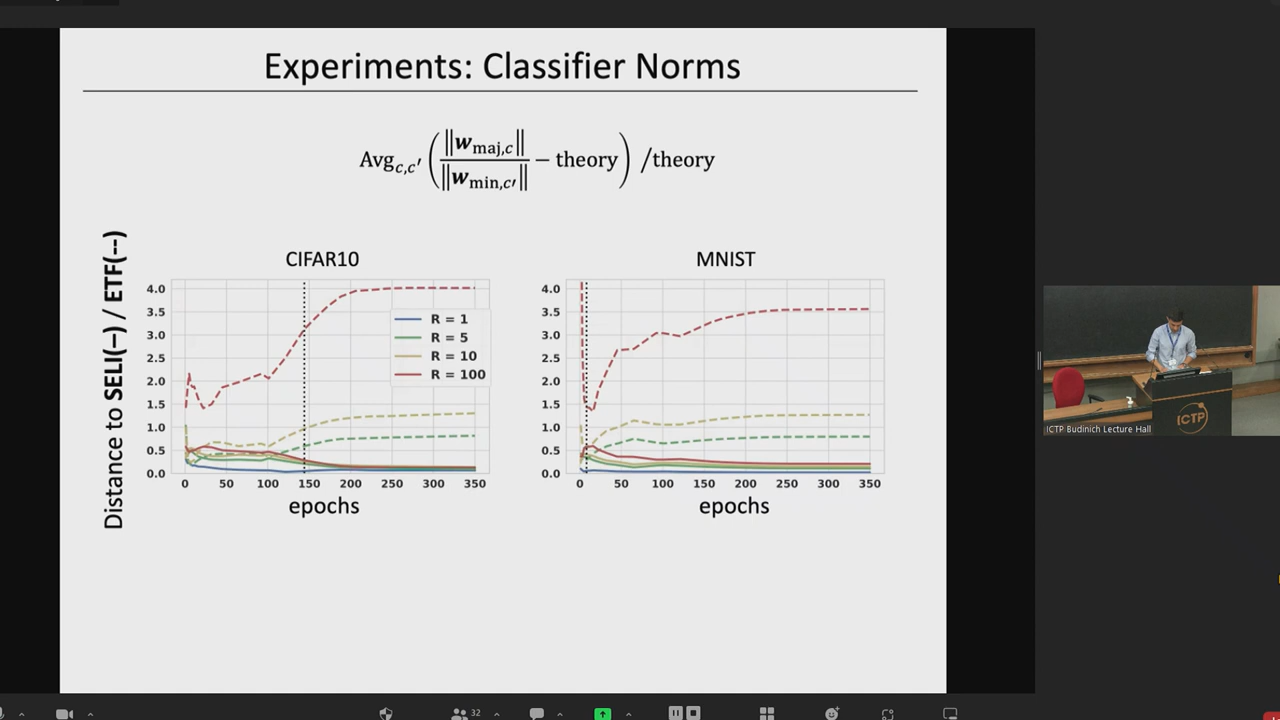 Experiments: Classifier Norms
Avg_{c,c'} ( ‖w_{maj,c}‖ / ‖w_{min,c'}‖ − theory ) /theory
Distance to SELI(–) / ETF(--)
CIFAR10
4.0
3.5
3.0
2.5
2.0
1.5
1.0
0.5
0.0
R = 1
R = 5
R = 10
R = 100
0 50 100 150 200 250 300 350
epochs
MNIST
4.0
3.5
3.0
2.5
2.0
1.5
1.0
0.5
0.0
0 50 100 150 200 250 300 350
epochs
ICTP
ICTP Budinich Lecture Hall
32